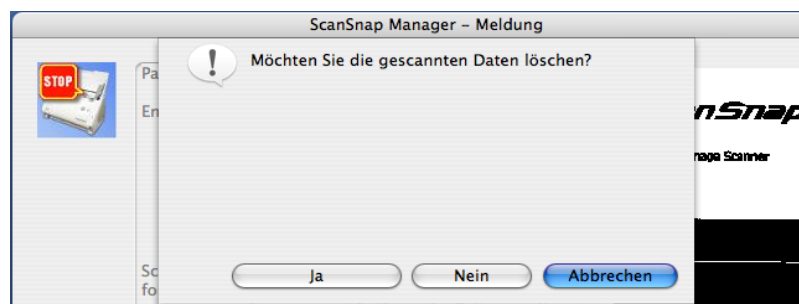 ScanSnap Manager – Meldung
Möchten Sie die gescannten Daten löschen?
STOP
Pa
En
nSnap
mage Scanner
Sc
fo
Ja
Nein
Abbrechen